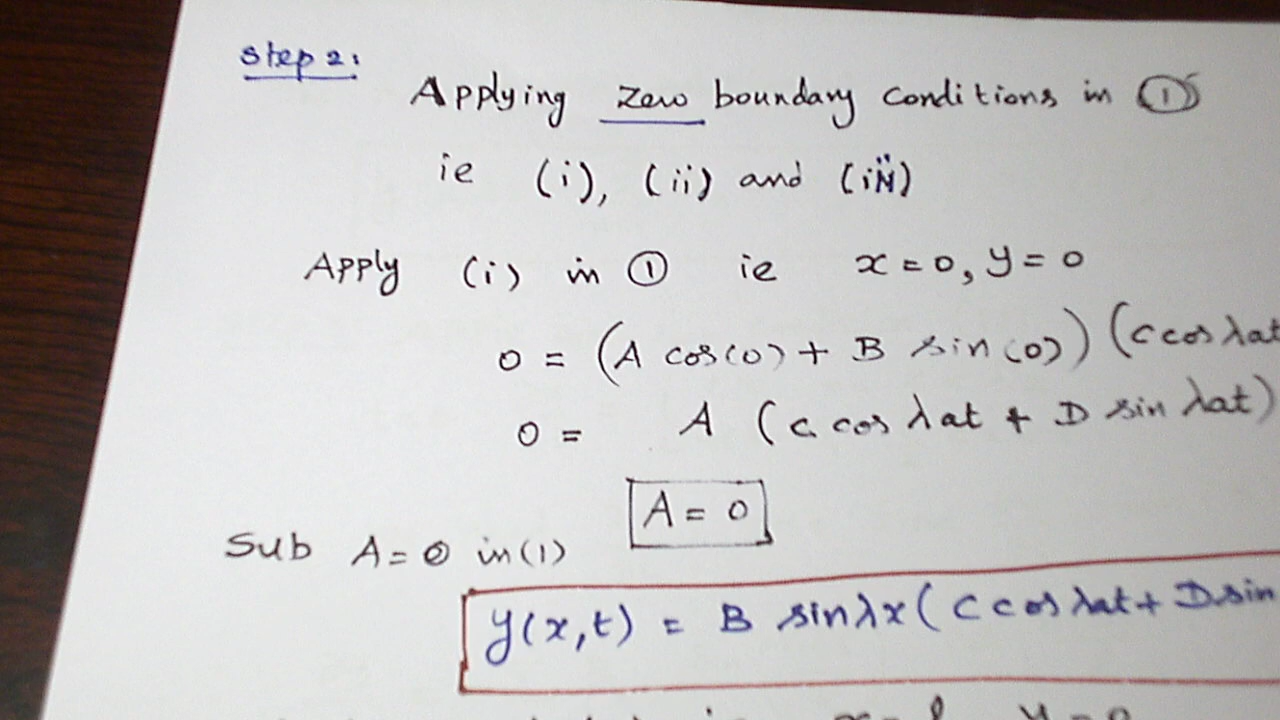 Step 2:
Applying Zero boundary conditions in ①
ie (i), (ii) and (iii)
Apply (i) in ① ie x=0, y=0
0 = (A cos(0) + B sin(0)) (C cos λat
0 = A (C cos λat + D sin λat)
A = 0
Sub A=0 in (1)
y(x,t) = B sinλx (C cos λat + D sin
x=l y=0